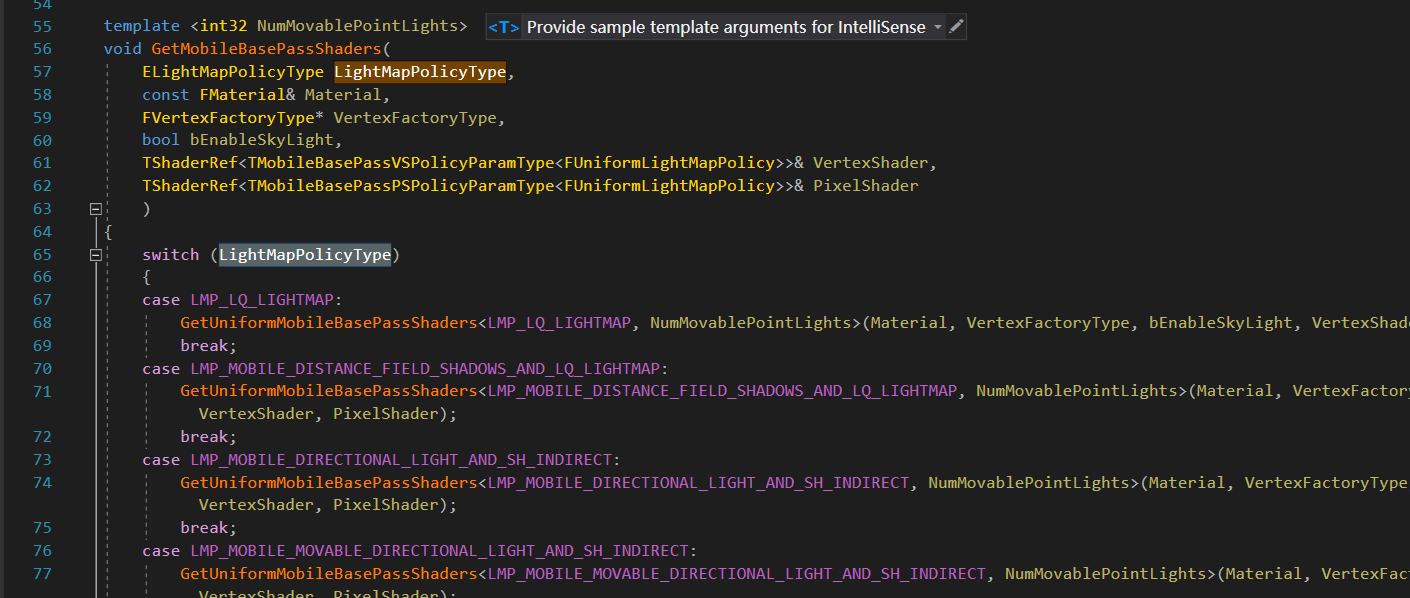 54
55 template <int32 NumMovablePointLights> <T> Provide sample template arguments for IntelliSense
56 void GetMobileBasePassShaders(
57 ELightMapPolicyType LightMapPolicyType,
58 const FMaterial& Material,
59 FVertexFactoryType* VertexFactoryType,
60 bool bEnableSkyLight,
61 TShaderRef<TMobileBasePassVSPolicyParamType<FUniformLightMapPolicy>>& VertexShader,
62 TShaderRef<TMobileBasePassPSPolicyParamType<FUniformLightMapPolicy>>& PixelShader
63 )
64 {
65 switch (LightMapPolicyType)
66 {
67 case LMP_LQ_LIGHTMAP:
68 GetUniformMobileBasePassShaders<LMP_LQ_LIGHTMAP, NumMovablePointLights>(Material, VertexFactoryType, bEnableSkyLight, VertexShad
69 break;
70 case LMP_MOBILE_DISTANCE_FIELD_SHADOWS_AND_LQ_LIGHTMAP:
71 GetUniformMobileBasePassShaders<LMP_MOBILE_DISTANCE_FIELD_SHADOWS_AND_LQ_LIGHTMAP, NumMovablePointLights>(Material, VertexFactory
VertexShader, PixelShader);
72 break;
73 case LMP_MOBILE_DIRECTIONAL_LIGHT_AND_SH_INDIRECT:
74 GetUniformMobileBasePassShaders<LMP_MOBILE_DIRECTIONAL_LIGHT_AND_SH_INDIRECT, NumMovablePointLights>(Material, VertexFactoryType
VertexShader, PixelShader);
75 break;
76 case LMP_MOBILE_MOVABLE_DIRECTIONAL_LIGHT_AND_SH_INDIRECT:
77 GetUniformMobileBasePassShaders<LMP_MOBILE_MOVABLE_DIRECTIONAL_LIGHT_AND_SH_INDIRECT, NumMovablePointLights>(Material, VertexFact
VertexShader, PixelShader);